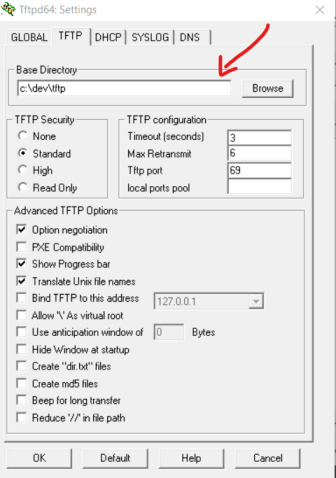 Tftpd64: Settings
GLOBAL TFTP DHCP SYSLOG DNS
Base Directory
c:\dev\tftp Browse
TFTP Security TFTP configuration
None Timeout (seconds) 3
Standard Max Retransmit 6
High Tftp port 69
Read Only local ports pool
Advanced TFTP Options
Option negotiation
PXE Compatibility
Show Progress bar
Translate Unix file names
Bind TFTP to this address 127.0.0.1
Allow '\' As virtual root
Use anticipation window of 0 Bytes
Hide Window at startup
Create "dir.txt" files
Create md5 files
Beep for long transfer
Reduce '//' in file path
OK Default Help Cancel